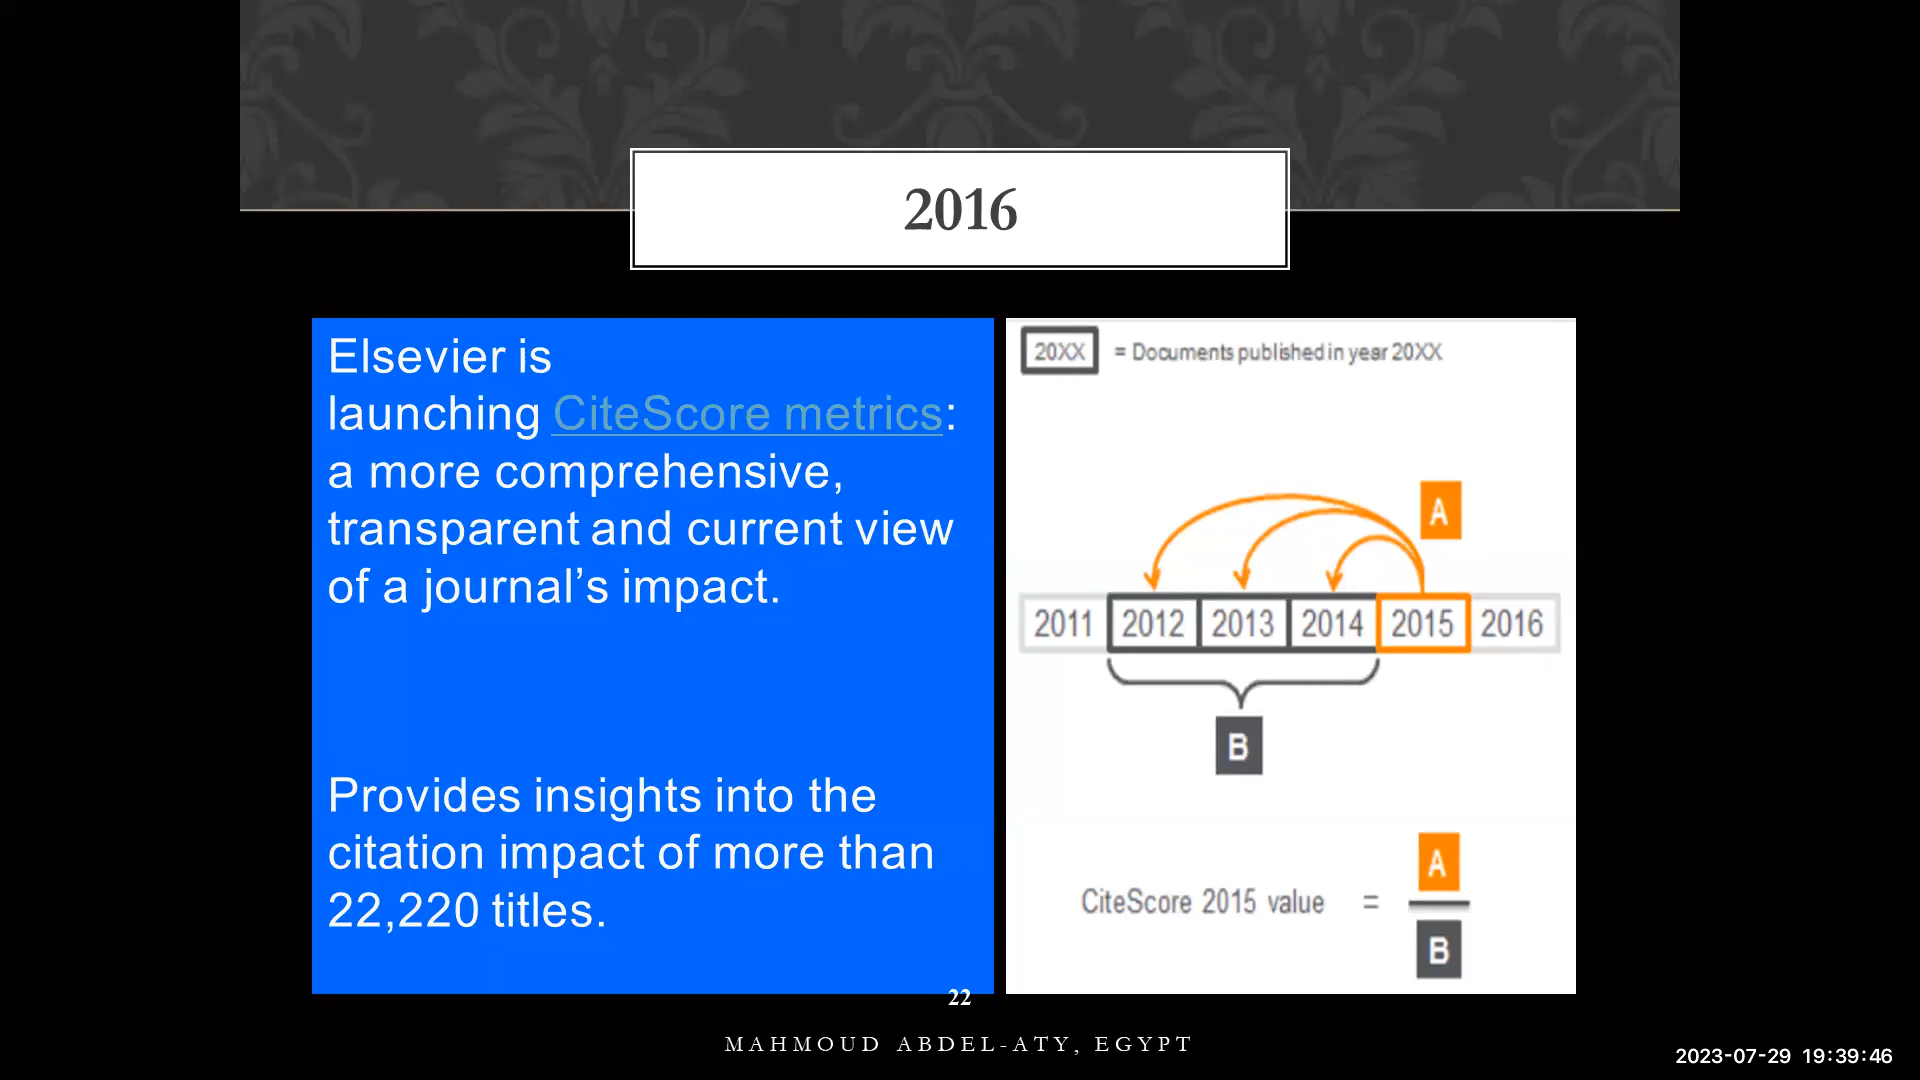 2016
Elsevier is
launching CiteScore metrics:
a more comprehensive,
transparent and current view
of a journal’s impact.
Provides insights into the
citation impact of more than
22,220 titles.
20XX = Documents published in year 20XX
A
2011 2012 2013 2014 2015 2016
B
CiteScore 2015 value = A
B
22
MAHMOUD ABDEL-ATY, EGYPT
2023-07-29 19:39:46